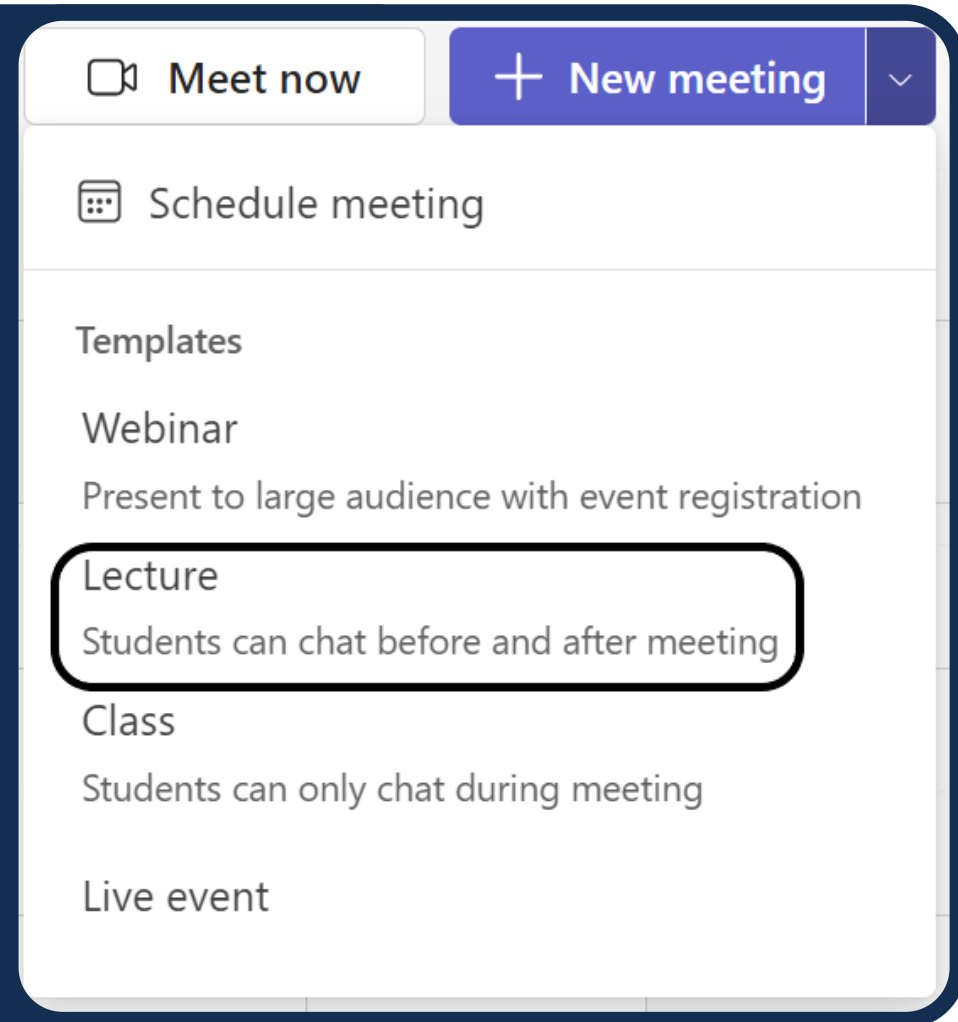 Meet now
New meeting
Schedule meeting
Templates
Webinar
Present to large audience with event registration
Lecture
Students can chat before and after meeting
Class
Students can only chat during meeting
Live event